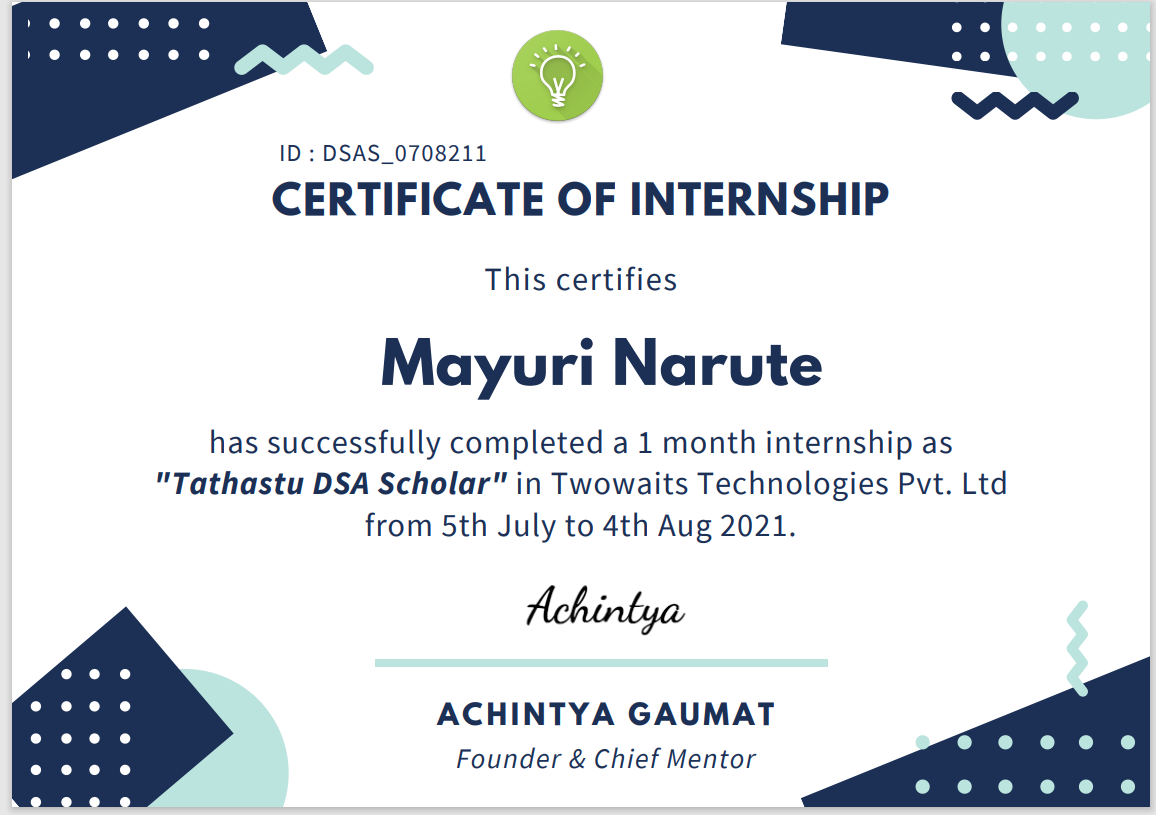 ID : DSAS_0708211
CERTIFICATE OF INTERNSHIP
This certifies
Mayuri Narute
has successfully completed a 1 month internship as
"Tathastu DSA Scholar" in Twowaits Technologies Pvt. Ltd
from 5th July to 4th Aug 2021.
Achintya
ACHINTYA GAUMAT
Founder & Chief Mentor